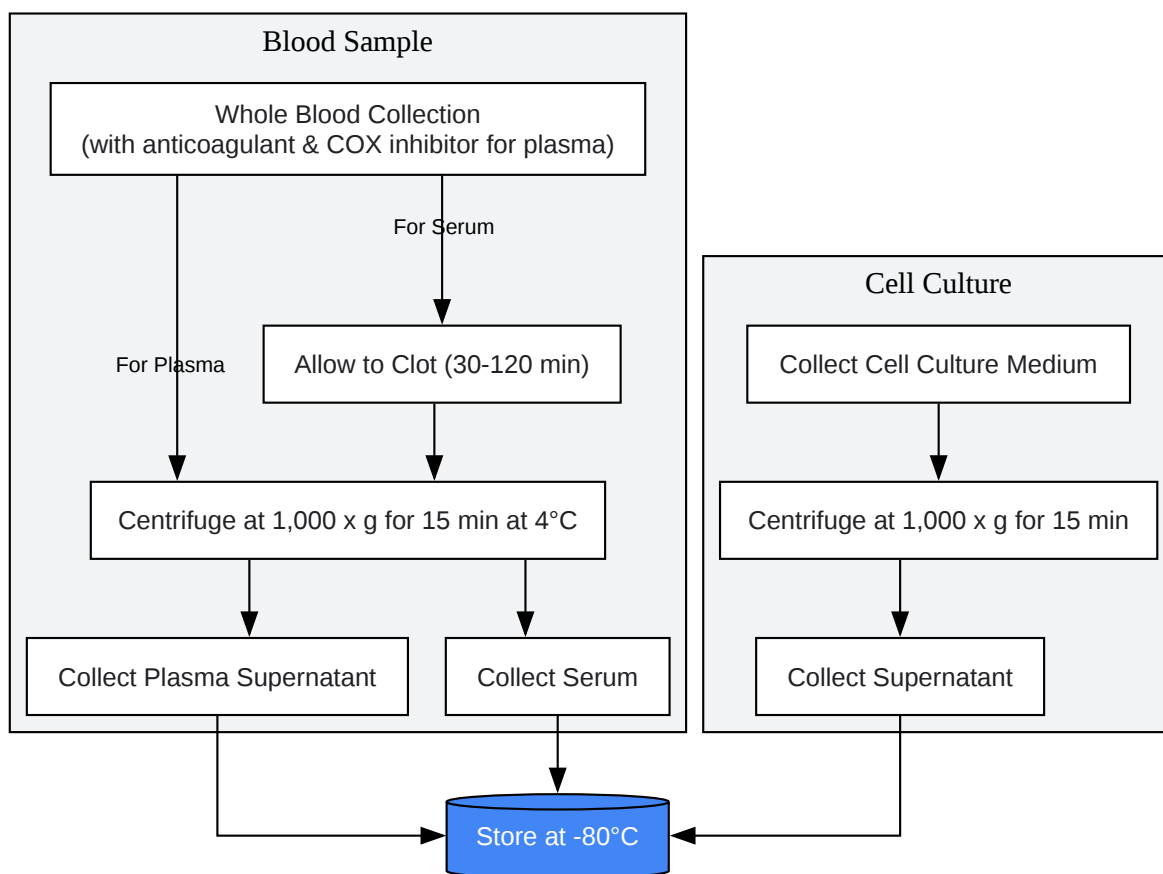 Blood Sample
Whole Blood Collection
(with anticoagulant & COX inhibitor for plasma)
For Serum
For Plasma
Allow to Clot (30-120 min)
Centrifuge at 1,000 x g for 15 min at 4°C
Collect Plasma Supernatant
Collect Serum
Cell Culture
Collect Cell Culture Medium
Centrifuge at 1,000 x g for 15 min
Collect Supernatant
Store at -80°C